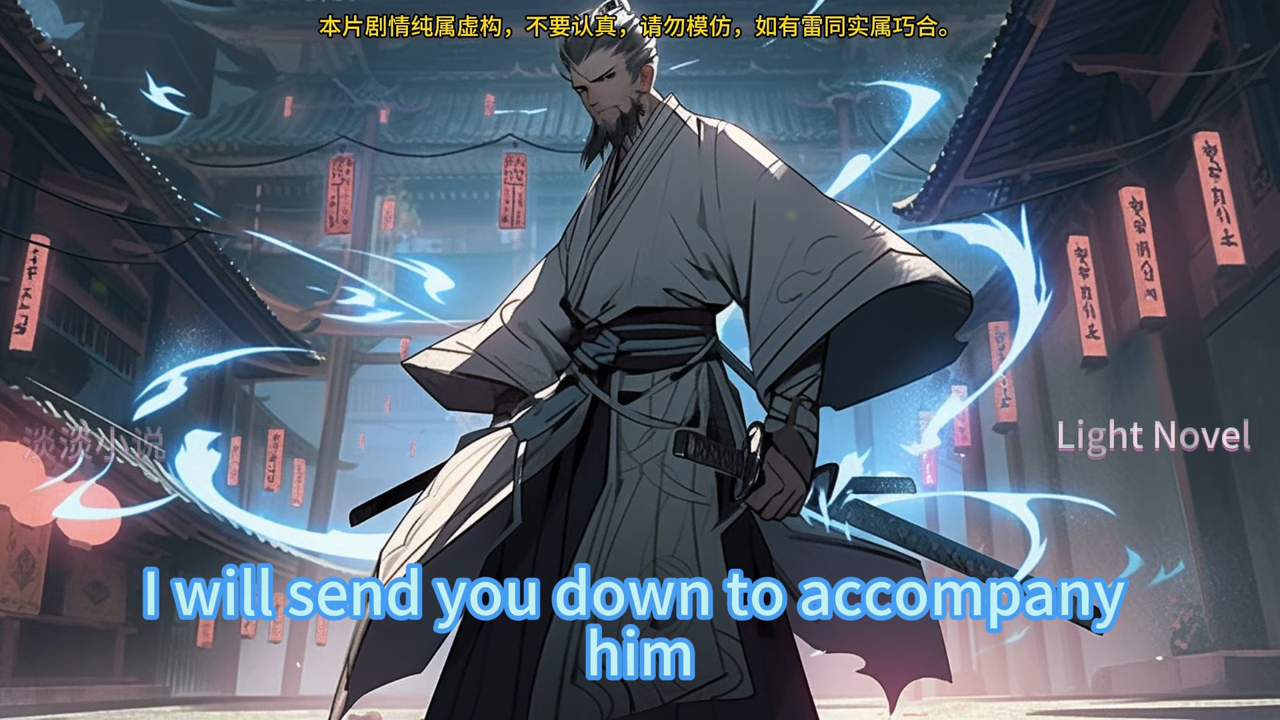 本片剧情纯属虚构，不要认真，请勿模仿，如有雷同实属巧合。
淡淡小说
Light Novel
I will send you down to accompany
him